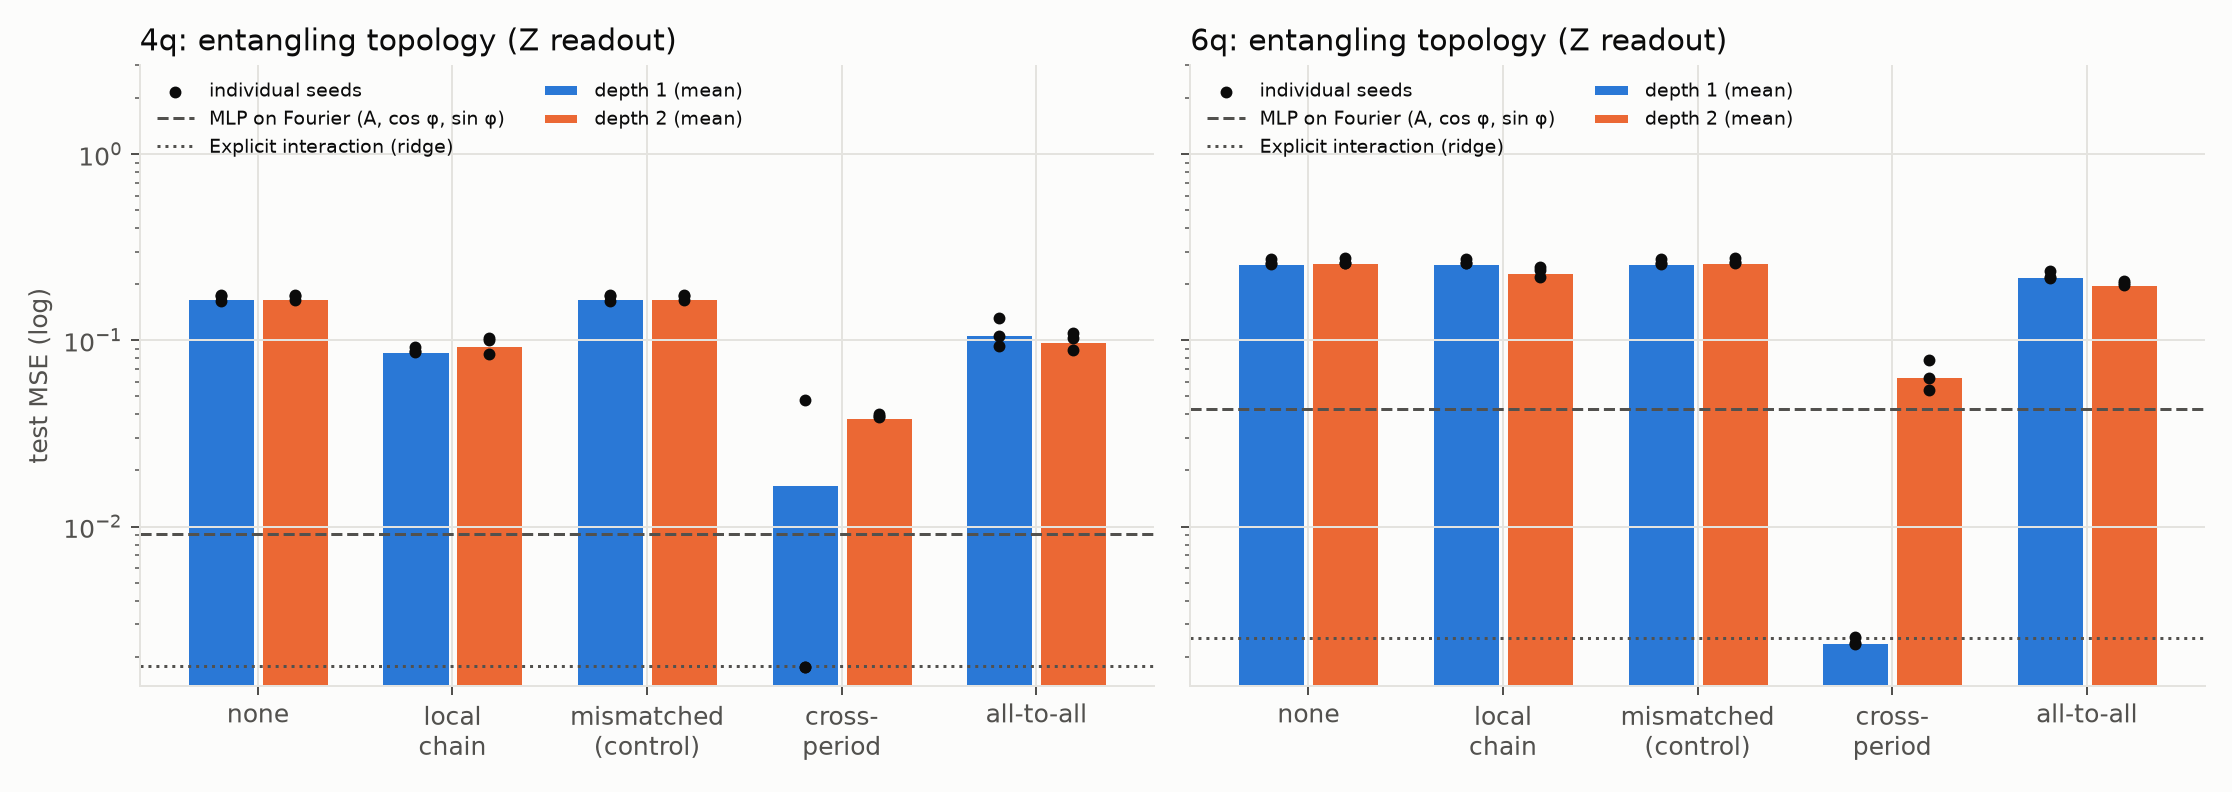 4q: entangling topology (Z readout)
individual seeds
MLP on Fourier (A, cos φ, sin φ)
Explicit interaction (ridge)
depth 1 (mean)
depth 2 (mean)
test MSE (log)
10⁰
10⁻¹
10⁻²
none
local
chain
mismatched
(control)
cross-
period
all-to-all
6q: entangling topology (Z readout)
individual seeds
MLP on Fourier (A, cos φ, sin φ)
Explicit interaction (ridge)
depth 1 (mean)
depth 2 (mean)
none
local
chain
mismatched
(control)
cross-
period
all-to-all